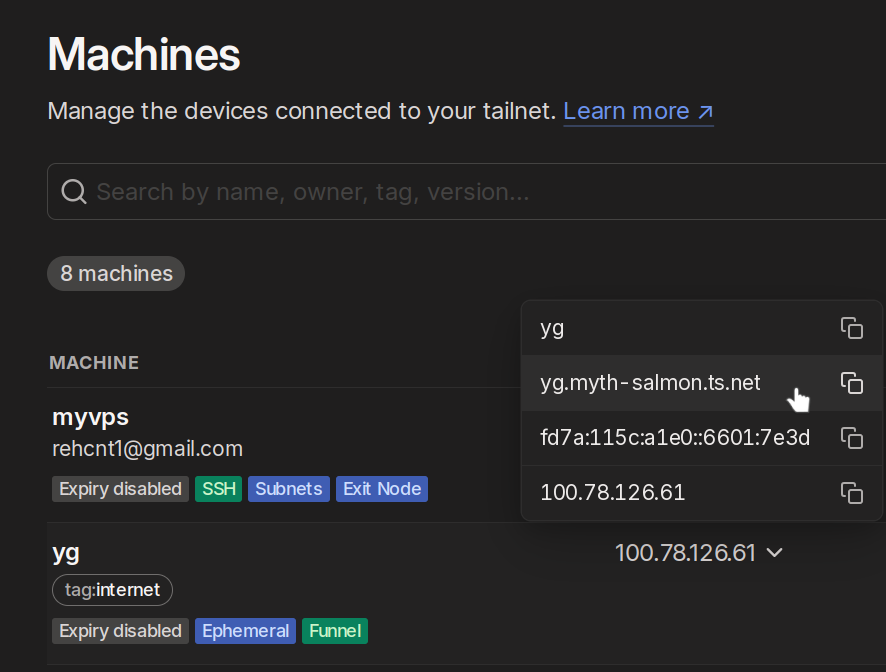 Machines
Manage the devices connected to your tailnet. Learn more ↗
Search by name, owner, tag, version...
8 machines
MACHINE
yg
yg.myth-salmon.ts.net
fd7a:115c:a1e0::6601:7e3d
100.78.126.61
myvps
rehcnt1@gmail.com
Expiry disabled SSH Subnets Exit Node
yg 100.78.126.61
tag:internet
Expiry disabled Ephemeral Funnel